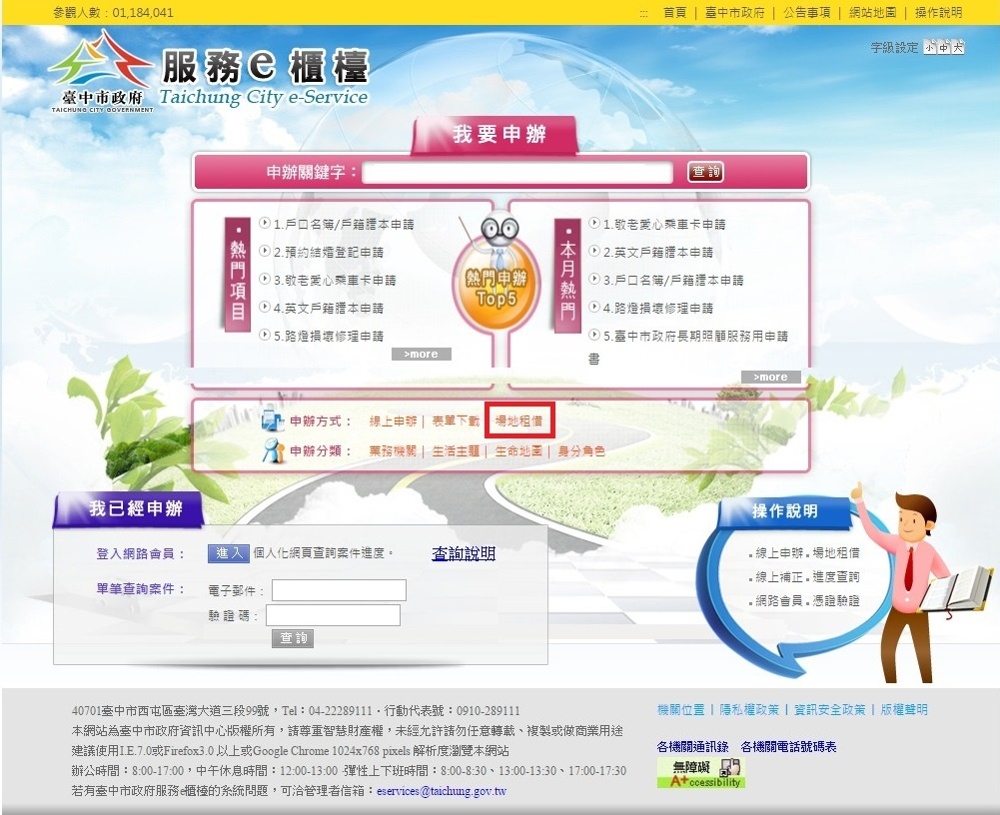 參觀人數：01,184,041
::: 首頁 | 臺中市政府 | 公告事項 | 網站地圖 | 操作說明
字級設定 小 中 大
臺中市政府
TAICHUNG CITY GOVERNMENT
服務e櫃檯
Taichung City e-Service
我要申辦
申辦關鍵字： 查詢
熱門項目
1.戶口名簿/戶籍謄本申請
2.預約結婚登記申請
3.敬老愛心乘車卡申請
4.英文戶籍謄本申請
5.路燈損壞修理申請
>more
熱門申辦
Top5
本月熱門
1.敬老愛心乘車卡申請
2.英文戶籍謄本申請
3.戶口名簿/戶籍謄本申請
4.路燈損壞修理申請
5.臺中市政府長期照顧服務用申請
書
>more
申辦方式： 線上申辦| 表單下載 場地租借
申辦分類： 業務機關| 生活主題| 生命地圖| 身分角色
我已經申辦
登入網路會員： 進入 個人化網頁查詢案件進度。 查詢說明
單筆查詢案件： 電子郵件：
驗 證 碼：
查 詢
操作說明
線上申辦 場地租借
線上補正 進度查詢
網路會員 憑證驗證
40701臺中市西屯區臺灣大道三段99號，Tel：04-22289111．行動代表號：0910-289111
本網站為臺中市政府資訊中心版權所有，請尊重智慧財產權，未經允許請勿任意轉載、複製或做商業用途
建議使用I.E.7.0或Firefox3.0 以上或Google Chrome 1024x768 pixels 解析度瀏覽本網站
辦公時間：8:00-17:00，中午休息時間：12:00-13:00 ·彈性上下班時間：8:00-8:30、13:00-13:30、17:00-17:30
若有臺中市政府服務e櫃檯的系統問題，可洽管理者信箱：eservices@taichung.gov.tw
機關位置 | 隱私權政策 | 資訊安全政策 | 版權聲明
各機關通訊錄 各機關電話號碼表
無障礙
A+ccessibility